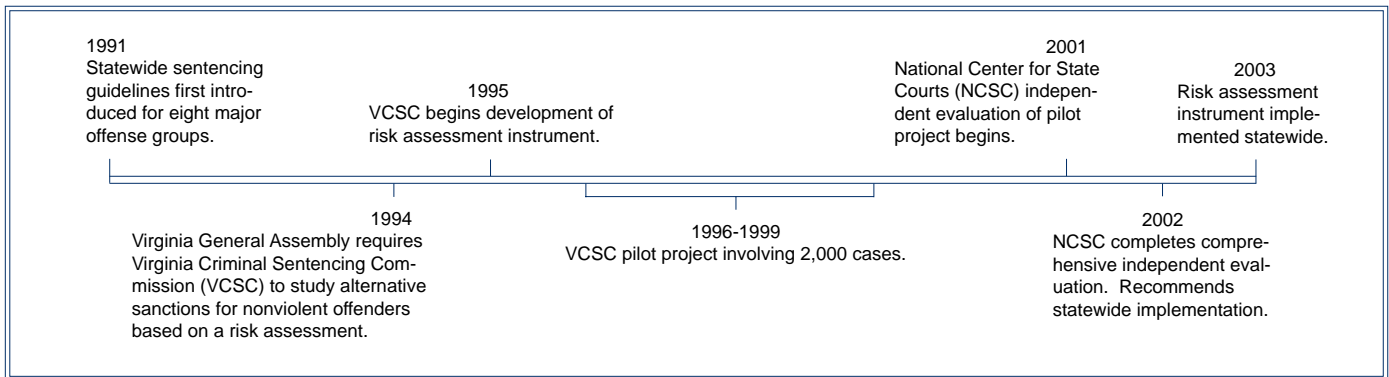 1991
Statewide sentencing
guidelines first intro-
duced for eight major
offense groups.
1995
VCSC begins development of
risk assessment instrument.
2001
National Center for State
Courts (NCSC) indepen-
dent evaluation of pilot
project begins.
2003
Risk assessment
instrument imple-
mented statewide.
1994
Virginia General Assembly requires
Virginia Criminal Sentencing Com-
mission (VCSC) to study alternative
sanctions for nonviolent offenders
based on a risk assessment.
1996-1999
VCSC pilot project involving 2,000 cases.
2002
NCSC completes compre-
hensive independent eval-
uation.  Recommends
statewide implementation.